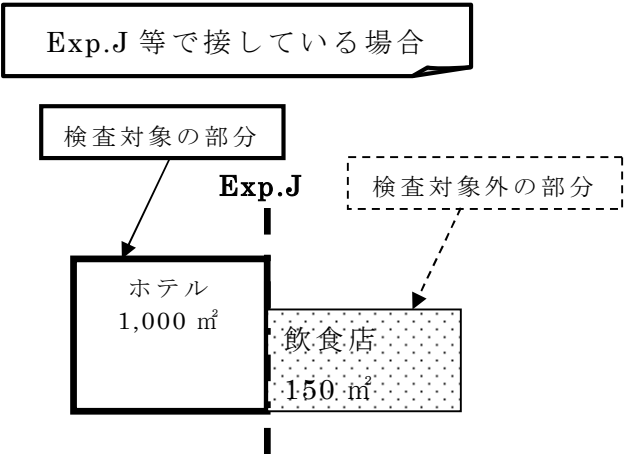 Exp.J 等で接している場合
検査対象の部分
Exp.J
検査対象外の部分
ホテル
1,000 ㎡
飲食店
150 ㎡